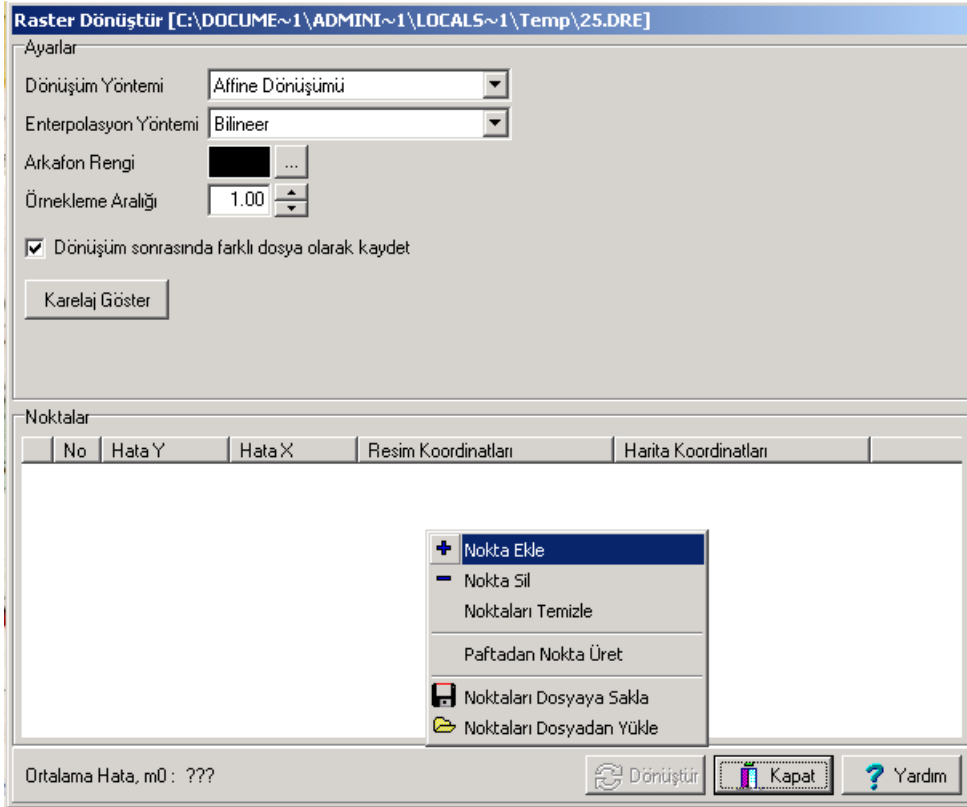 Raster Dönüştür [C:\DOCUME~1\ADMINI~1\LOCALS~1\Temp\25.DRE]
Ayarlar
Dönüşüm Yöntemi Affine Dönüşümü
Enterpolasyon Yöntemi Bilineer
Arkafon Rengi ...
Örnekleme Aralığı 1.00
Dönüşüm sonrasında farklı dosya olarak kaydet
Karelaj Göster
Noktalar
No Hata Y Hata X Resim Koordinatları Harita Koordinatları
Nokta Ekle
Nokta Sil
Noktaları Temizle
Paftadan Nokta Üret
Noktaları Dosyaya Sakla
Noktaları Dosyadan Yükle
Ortalama Hata, m0 : ??? Dönüştür Kapat ? Yardım